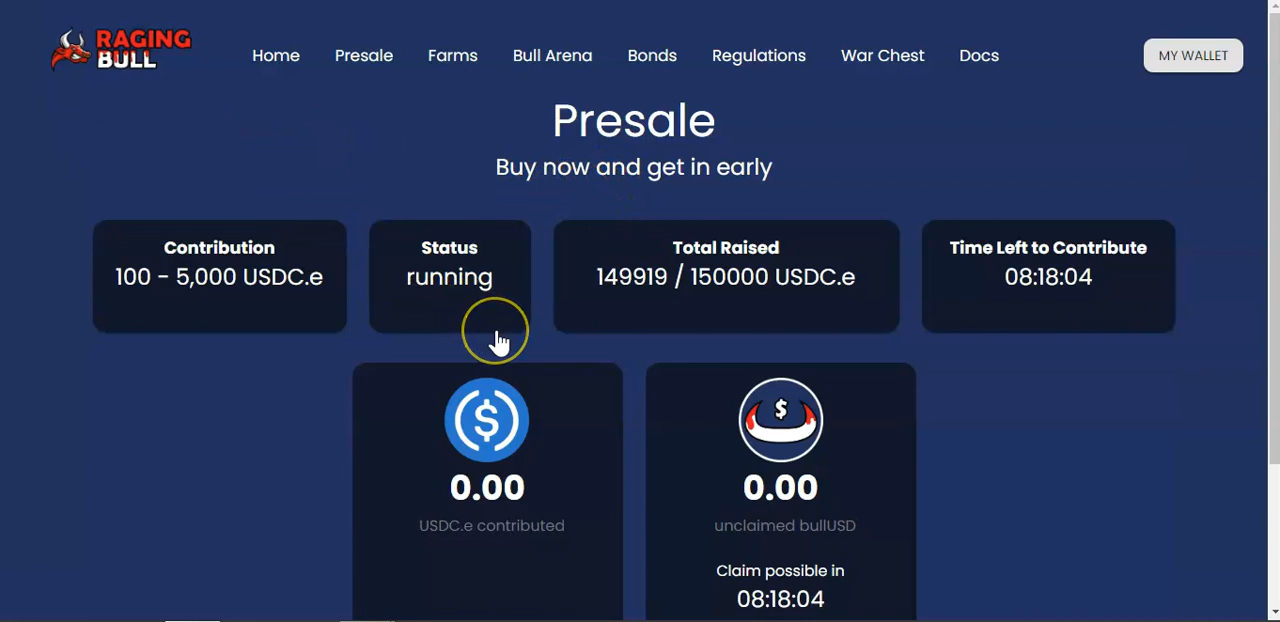 RAGING
BULL
Home Presale Farms Bull Arena Bonds Regulations War Chest Docs
MY WALLET
Presale
Buy now and get in early
Contribution
100 - 5,000 USDC.e
Status
running
Total Raised
149919 / 150000 USDC.e
Time Left to Contribute
08:18:04
$
0.00
USDC.e contributed
$
0.00
unclaimed bullUSD
Claim possible in
08:18:04